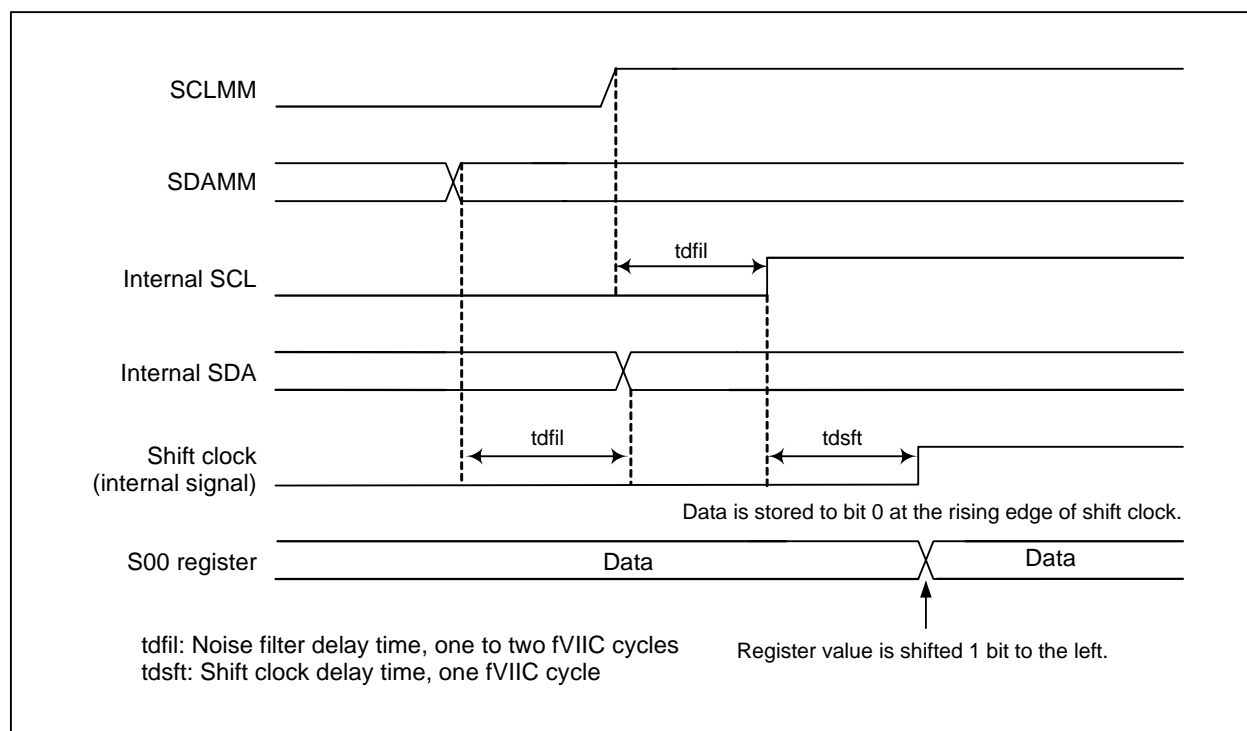 SCLMM
SDAMM
tdfil
Internal SCL
Internal SDA
tdfil
tdsft
Shift clock
(internal signal)
Data is stored to bit 0 at the rising edge of shift clock.
S00 register
Data
Data
tdfil: Noise filter delay time, one to two fVIIC cycles
tdsft: Shift clock delay time, one fVIIC cycle
Register value is shifted 1 bit to the left.